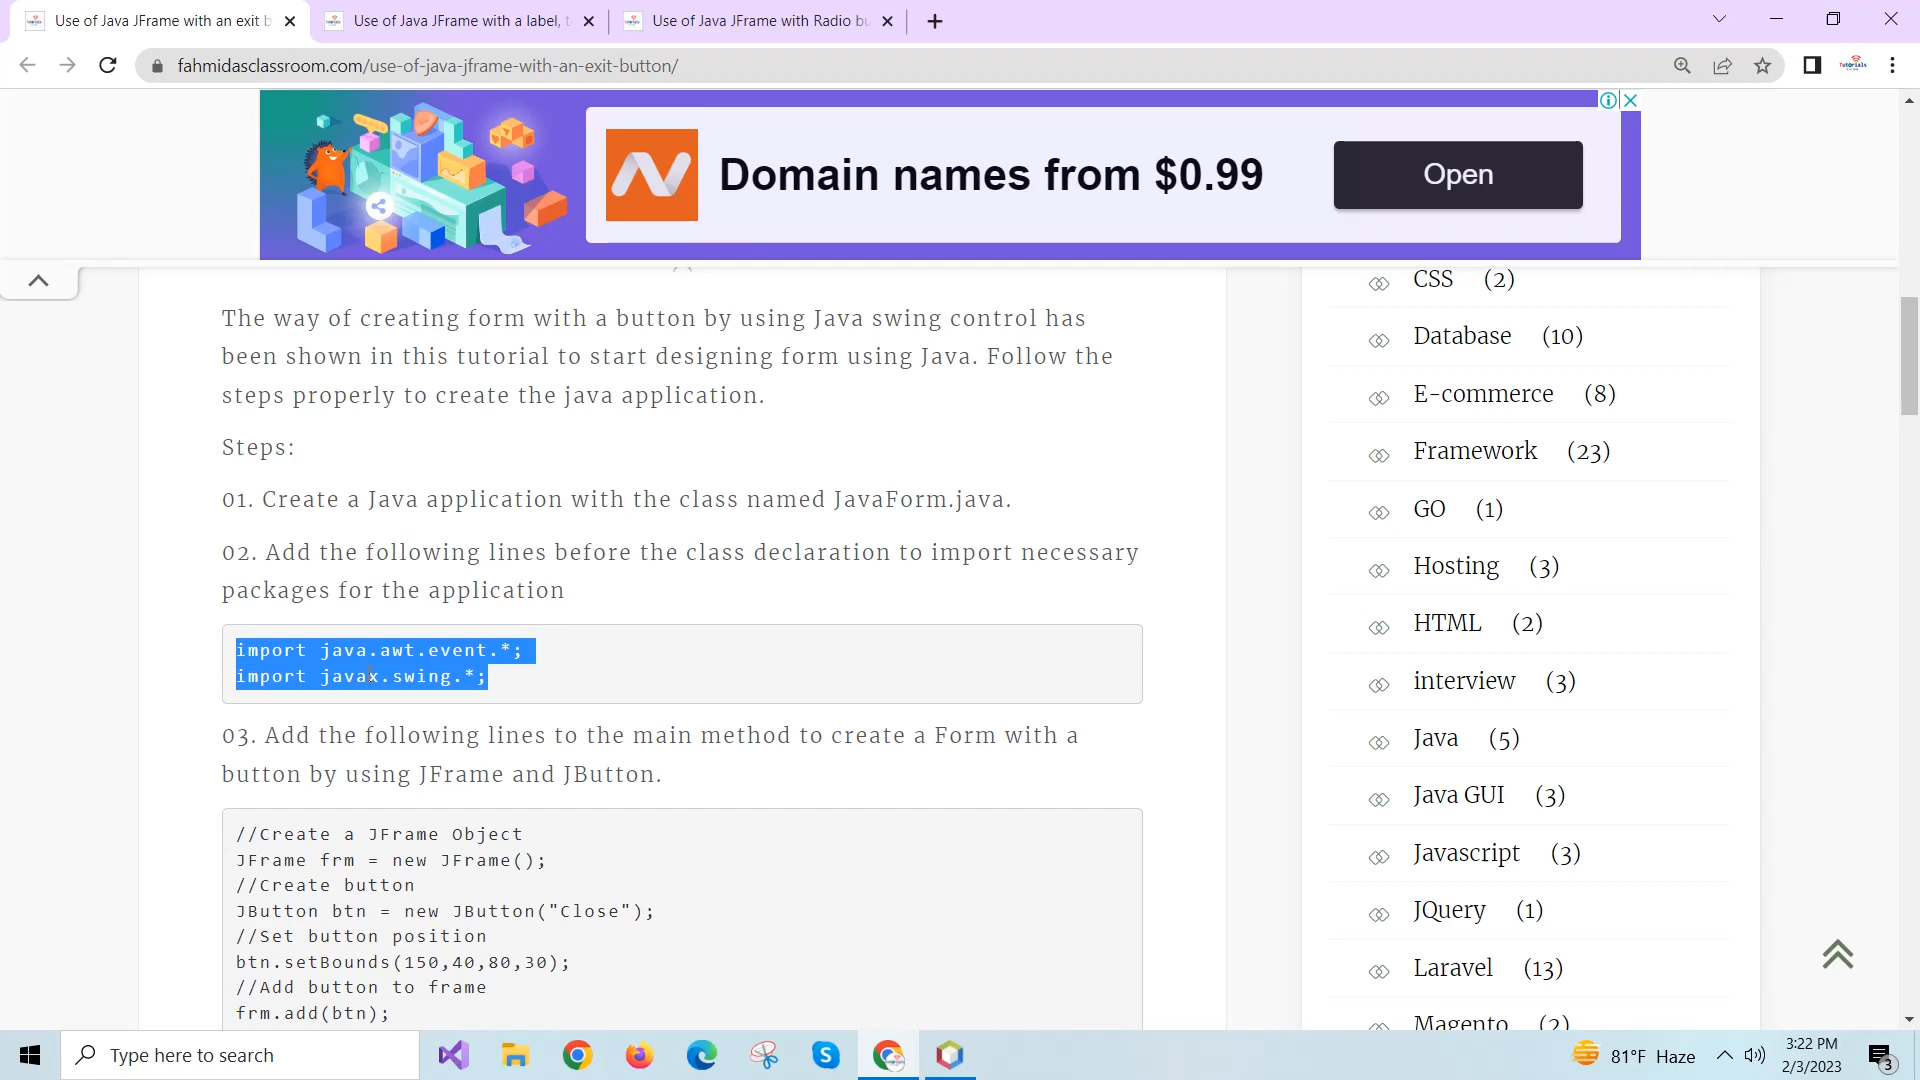 Use of Java JFrame with an exit b
Use of Java JFrame with a label, t
Use of Java JFrame with Radio bu
fahmidasclassroom.com/use-of-java-jframe-with-an-exit-button/
Tutorials
Domain names from $0.99
Open
The way of creating form with a button by using Java swing control has
been shown in this tutorial to start designing form using Java. Follow the
steps properly to create the java application.
Steps:
01. Create a Java application with the class named JavaForm.java.
02. Add the following lines before the class declaration to import necessary
packages for the application
import java.awt.event.*;
import javax.swing.*;
03. Add the following lines to the main method to create a Form with a
button by using JFrame and JButton.
//Create a JFrame Object
JFrame frm = new JFrame();
//Create button
JButton btn = new JButton("Close");
//Set button position
btn.setBounds(150,40,80,30);
//Add button to frame
frm.add(btn);
CSS (2)
Database (10)
E-commerce (8)
Framework (23)
GO (1)
Hosting (3)
HTML (2)
interview (3)
Java (5)
Java GUI (3)
Javascript (3)
JQuery (1)
Laravel (13)
Magento (2)
Type here to search
81°F Haze
3:22 PM
2/3/2023
3